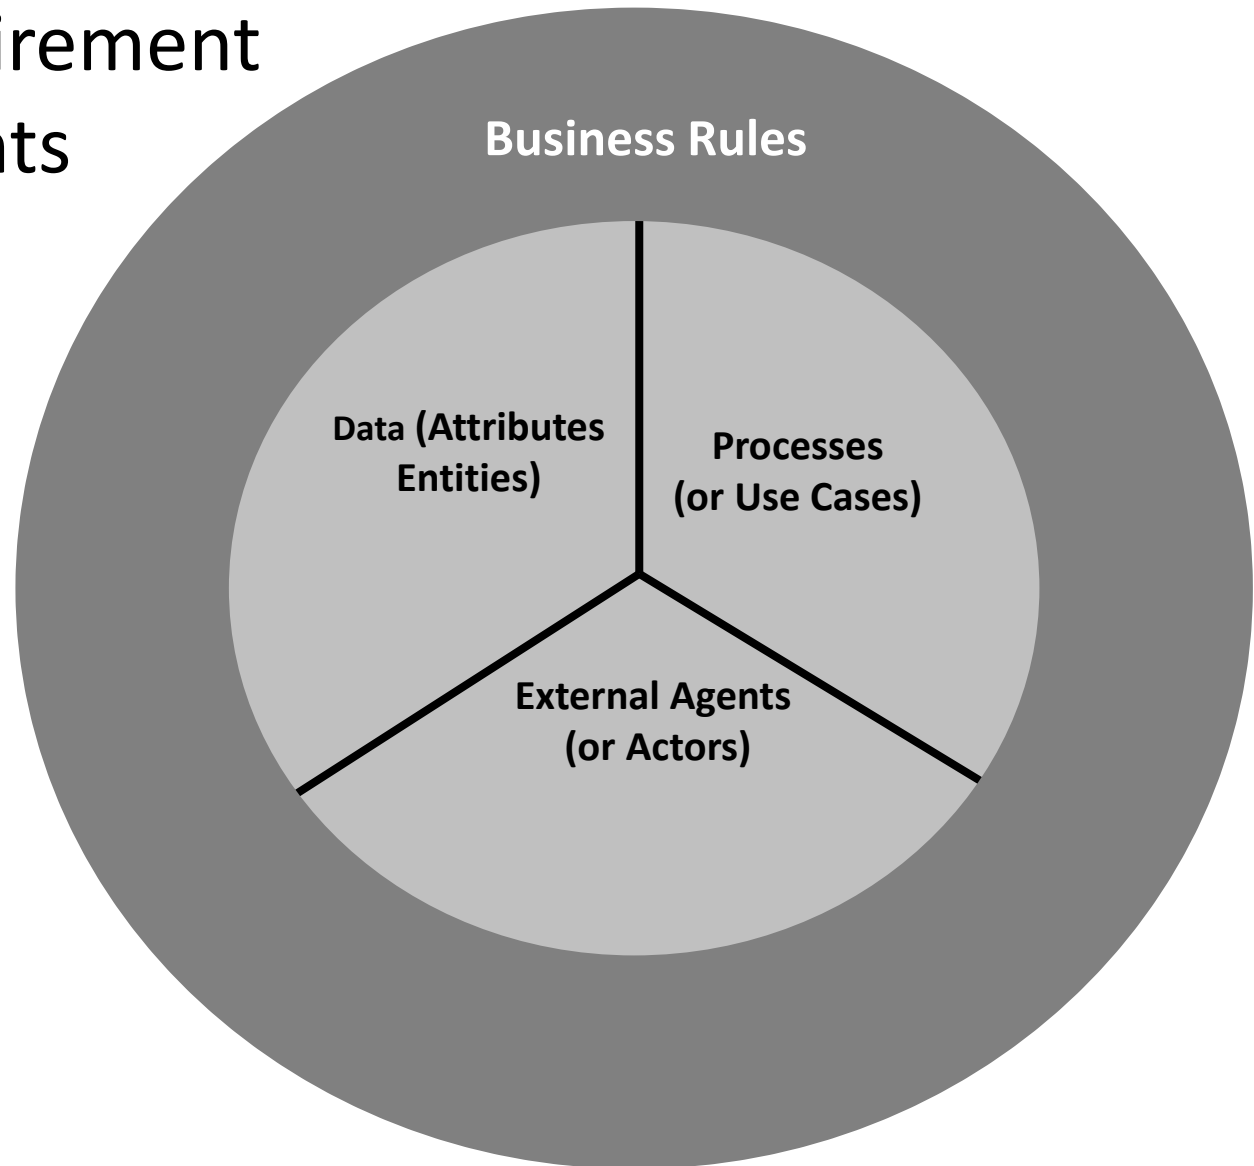 irement
nts
Business Rules
Data (Attributes
Entities)
Processes
(or Use Cases)
External Agents
(or Actors)